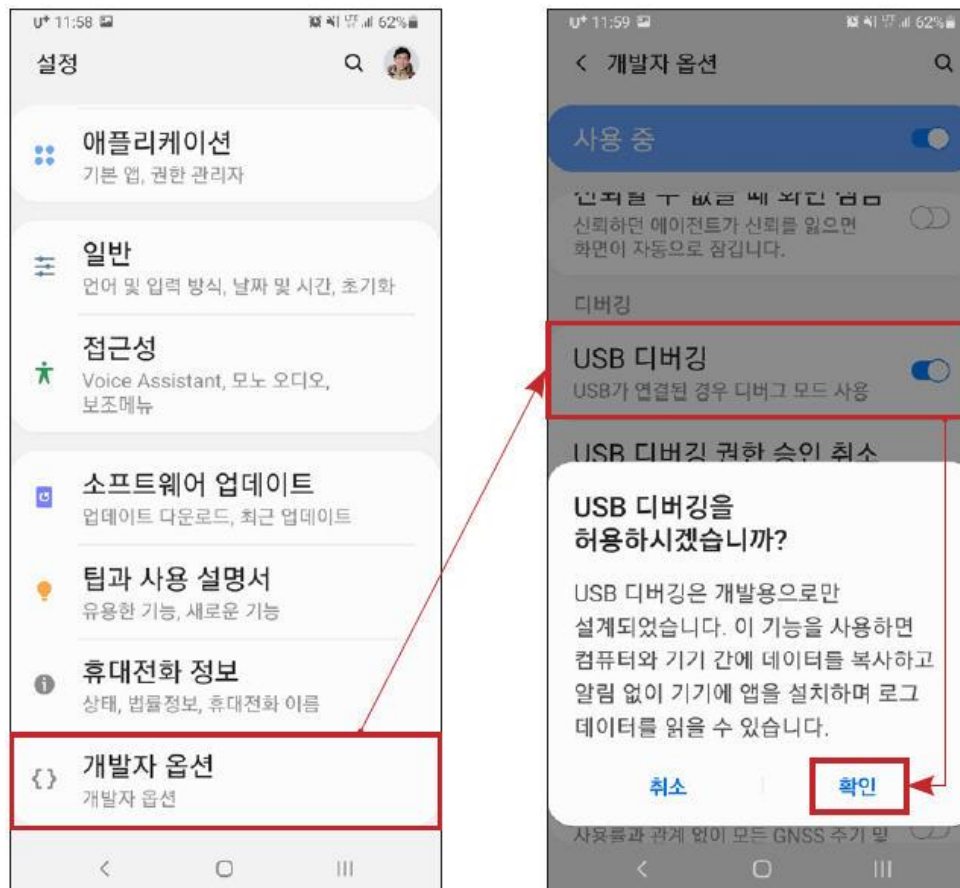 U+ 11:58
62%
설정
애플리케이션
기본 앱, 권한 관리자
일반
언어 및 입력 방식, 날짜 및 시간, 초기화
접근성
Voice Assistant, 모노 오디오,
보조메뉴
소프트웨어 업데이트
업데이트 다운로드, 최근 업데이트
팁과 사용 설명서
유용한 기능, 새로운 기능
휴대전화 정보
상태, 법률정보, 휴대전화 이름
{ } 개발자 옵션
개발자 옵션
U+ 11:59
62%
개발자 옵션
사용 중
신뢰할 수 없을 때 화면 잠금
신뢰하던 에이전트가 신뢰를 잃으면
화면이 자동으로 잠깁니다.
디버깅
USB 디버깅
USB가 연결된 경우 디버그 모드 사용
USB 디버깅 권한 승인 취소
USB 디버깅을
허용하시겠습니까?
USB 디버깅은 개발용으로만
설계되었습니다. 이 기능을 사용하면
컴퓨터와 기기 간에 데이터를 복사하고
알림 없이 기기에 앱을 설치하며 로그
데이터를 읽을 수 있습니다.
취소
확인
사용률과 관계 없이 모든 GNSS 주기 및